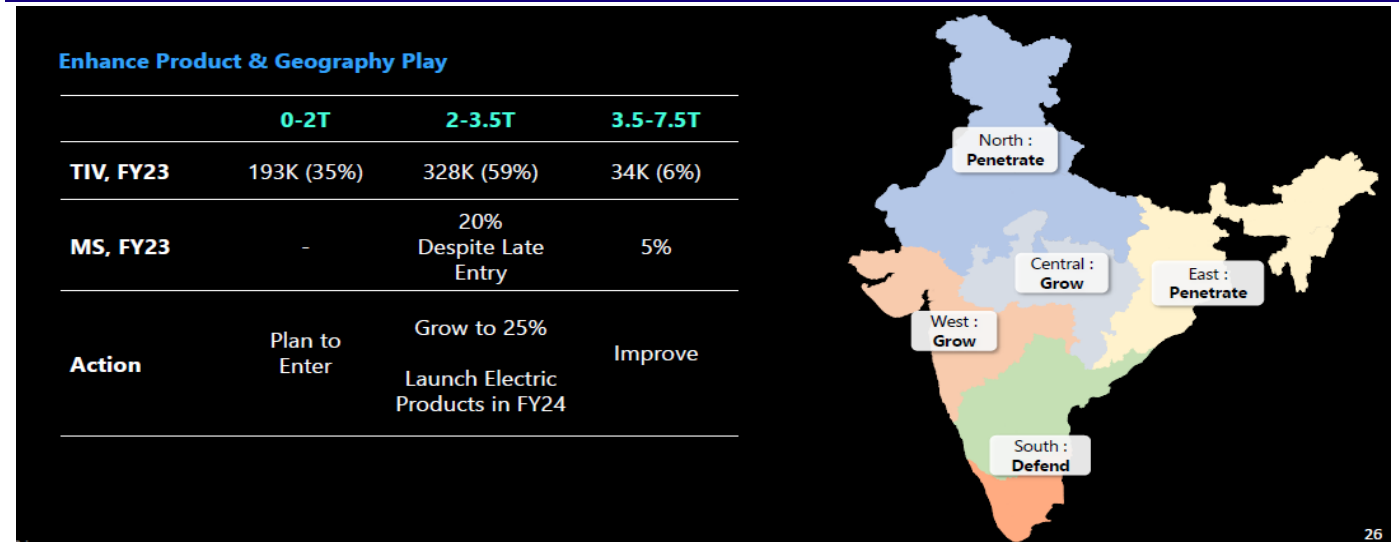 Enhance Product & Geography Play
0-2T 2-3.5T 3.5-7.5T
TIV, FY23 193K (35%) 328K (59%) 34K (6%)
MS, FY23 - 20% Despite Late Entry 5%
Action Plan to Enter Grow to 25% Launch Electric Products in FY24 Improve
North :
Penetrate
Central :
Grow
East :
Penetrate
West :
Grow
South :
Defend
26